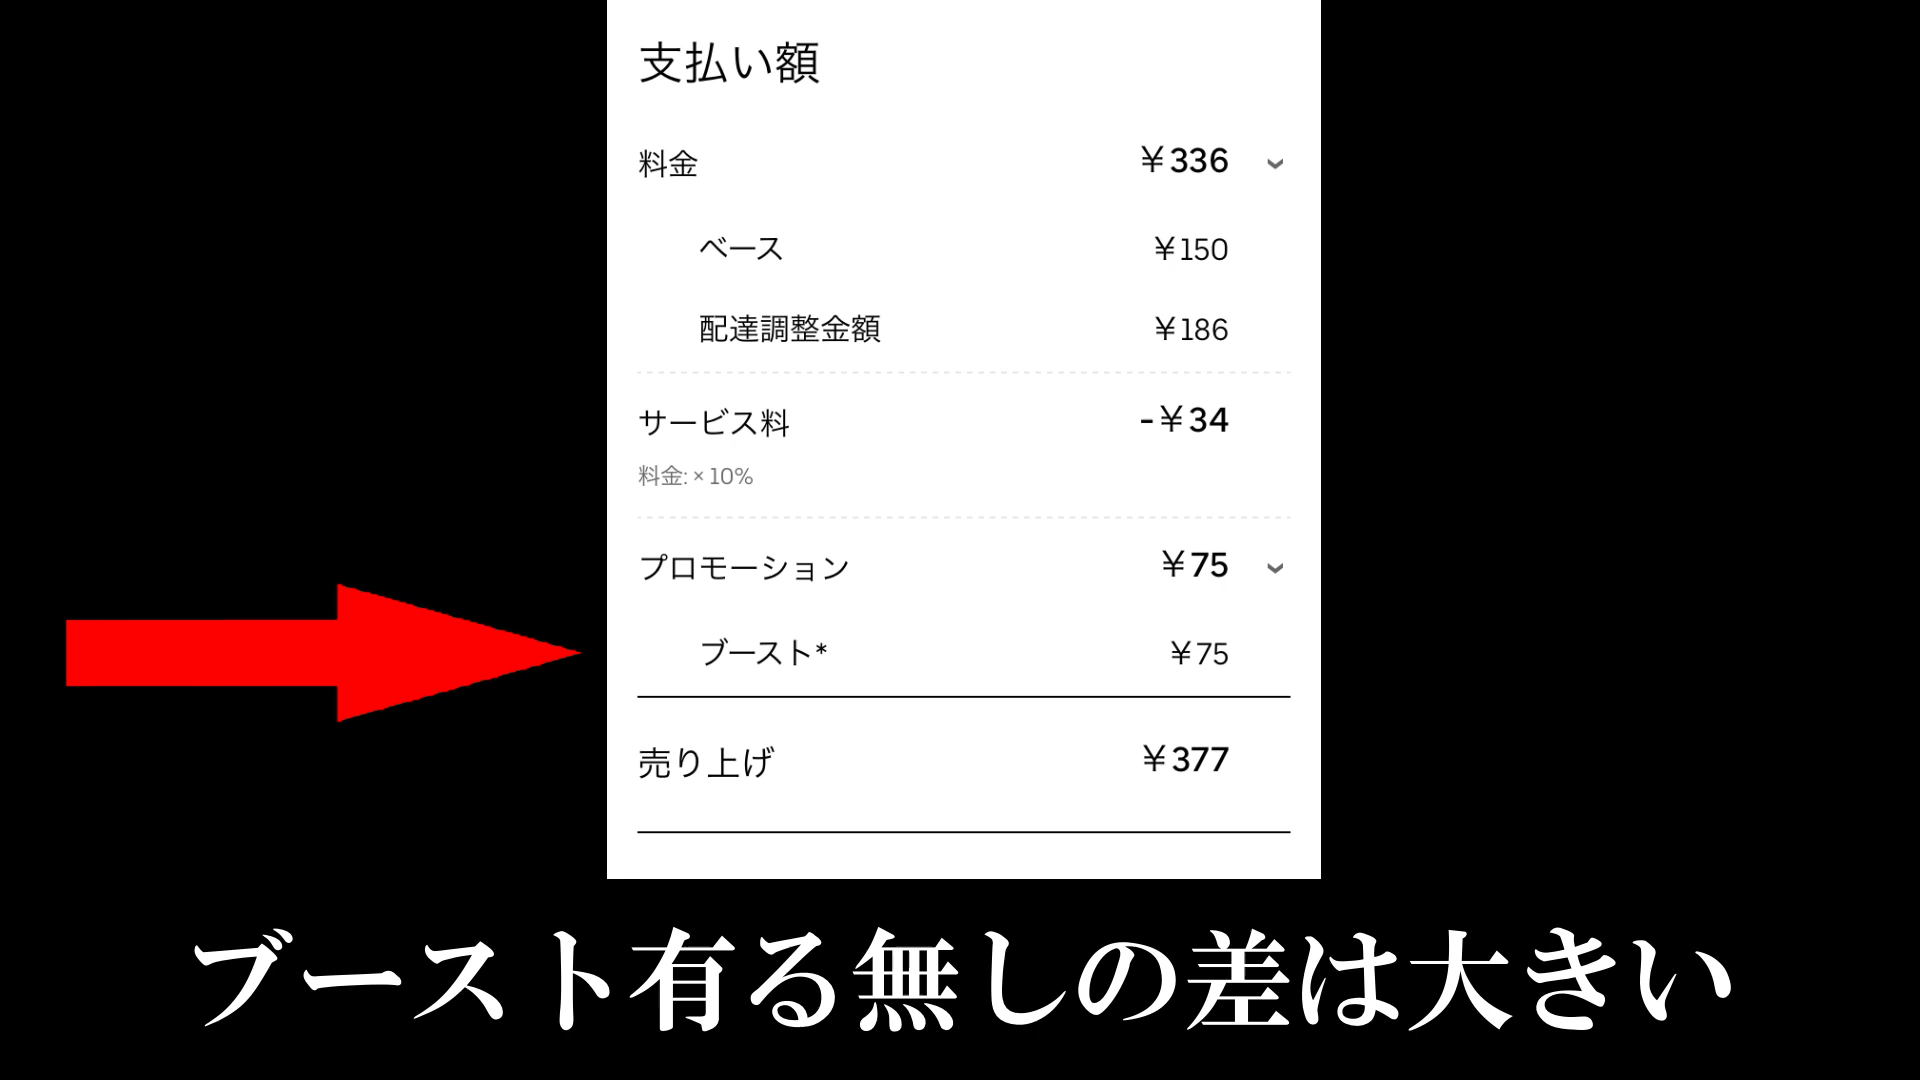 支払い額
料金 ￥336
ベース ￥150
配達調整金額 ￥186
サービス料 -￥34
料金: × 10%
プロモーション ￥75
ブースト* ￥75
売り上げ ￥377
ブースト有る無しの差は大きい